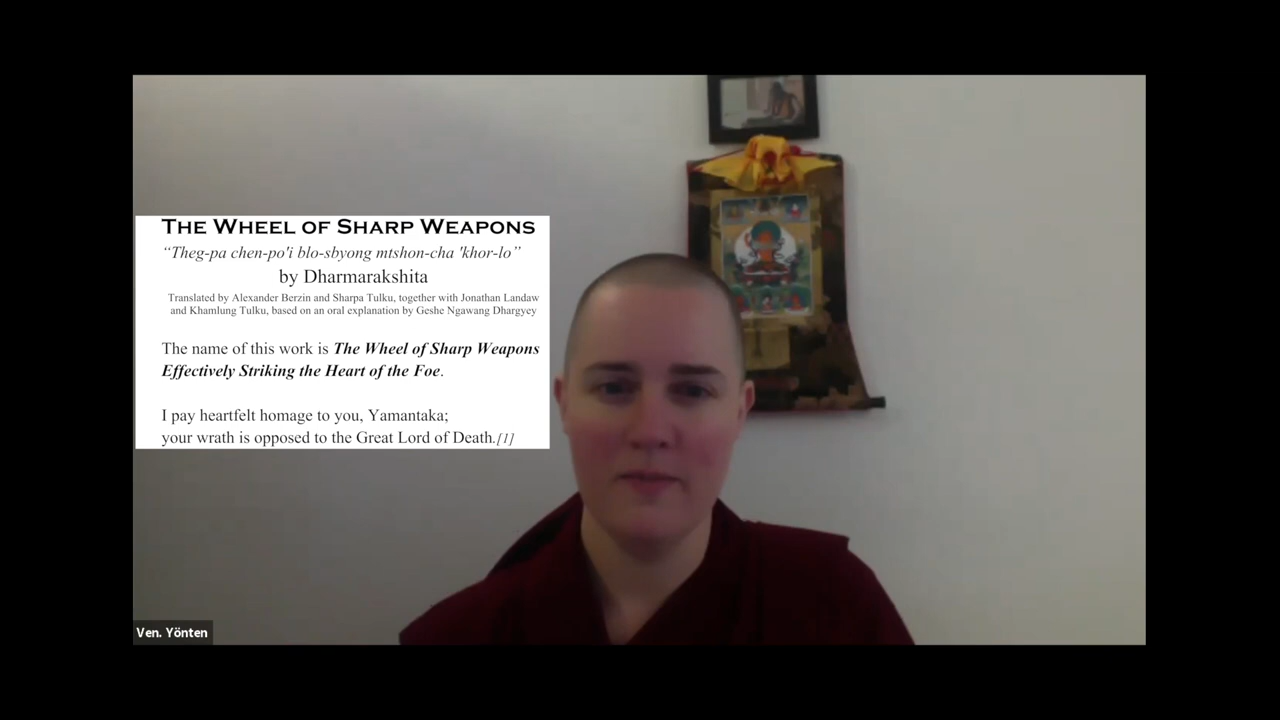 THE WHEEL OF SHARP WEAPONS
“Theg-pa chen-po'i blo-sbyong mtshon-cha 'khor-lo”
by Dharmarakshita
Translated by Alexander Berzin and Sharpa Tulku, together with Jonathan Landaw
and Khamlung Tulku, based on an oral explanation by Geshe Ngawang Dhargyey
The name of this work is The Wheel of Sharp Weapons
Effectively Striking the Heart of the Foe.
I pay heartfelt homage to you, Yamantaka;
your wrath is opposed to the Great Lord of Death.[1]
Ven. Yönten